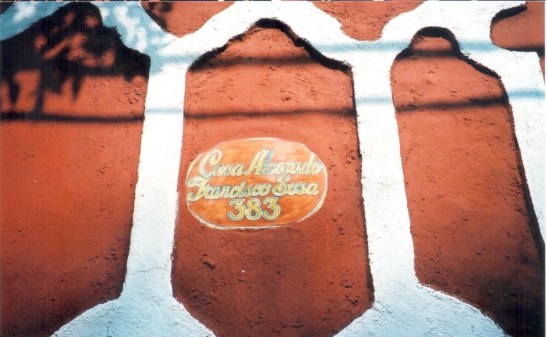 Casa Alvarado
Francisco Sosa
383